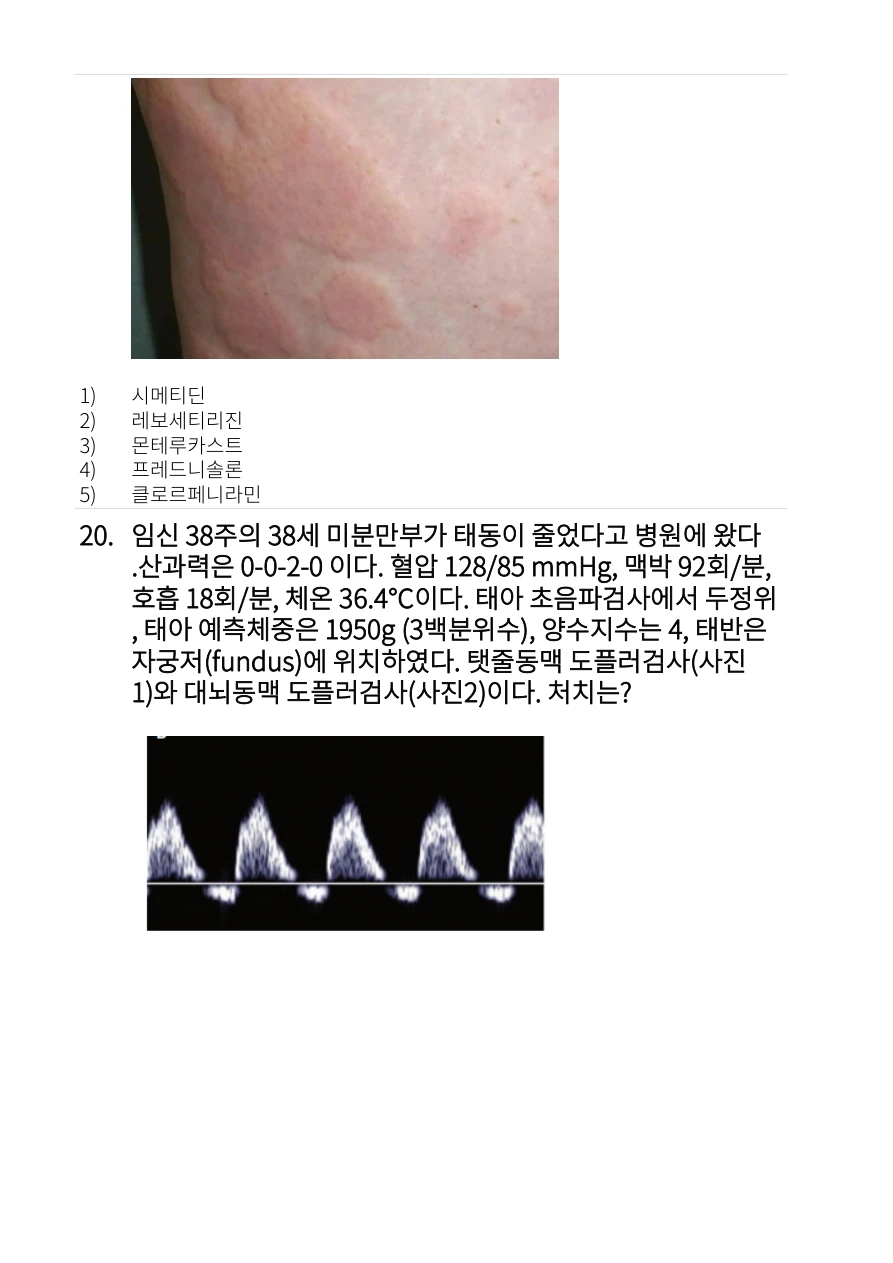 1) 시메티딘
2) 레보세티리진
3) 몬테루카스트
4) 프레드니솔론
5) 클로르페니라민
20. 임신 38주의 38세 미분만부가 태동이 줄었다고 병원에 왔다
.산과력은 0-0-2-0 이다. 혈압 128/85 mmHg, 맥박 92회/분,
호흡 18회/분, 체온 36.4°C이다. 태아 초음파검사에서 두정위
, 태아 예측체중은 1950g (3백분위수), 양수지수는 4, 태반은
자궁저(fundus)에 위치하였다. 탯줄동맥 도플러검사(사진
1)와 대뇌동맥 도플러검사(사진2)이다. 처치는?